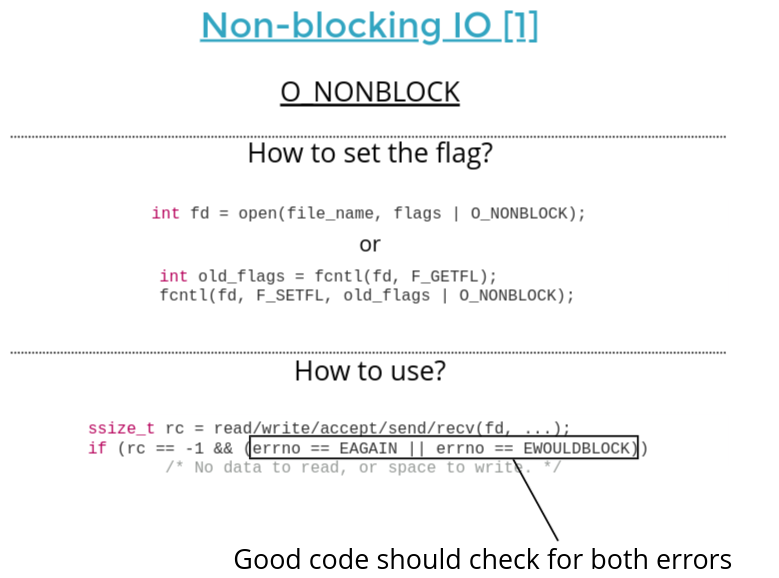 Non-blocking IO [1]
O_NONBLOCK
How to set the flag?
int fd = open(file_name, flags | O_NONBLOCK);
or
int old_flags = fcntl(fd, F_GETFL);
fcntl(fd, F_SETFL, old_flags | O_NONBLOCK);
How to use?
ssize_t rc = read/write/accept/send/recv(fd, ...);
if (rc == -1 && (errno == EAGAIN || errno == EWOULDBLOCK))
/* No data to read, or space to write. */
Good code should check for both errors